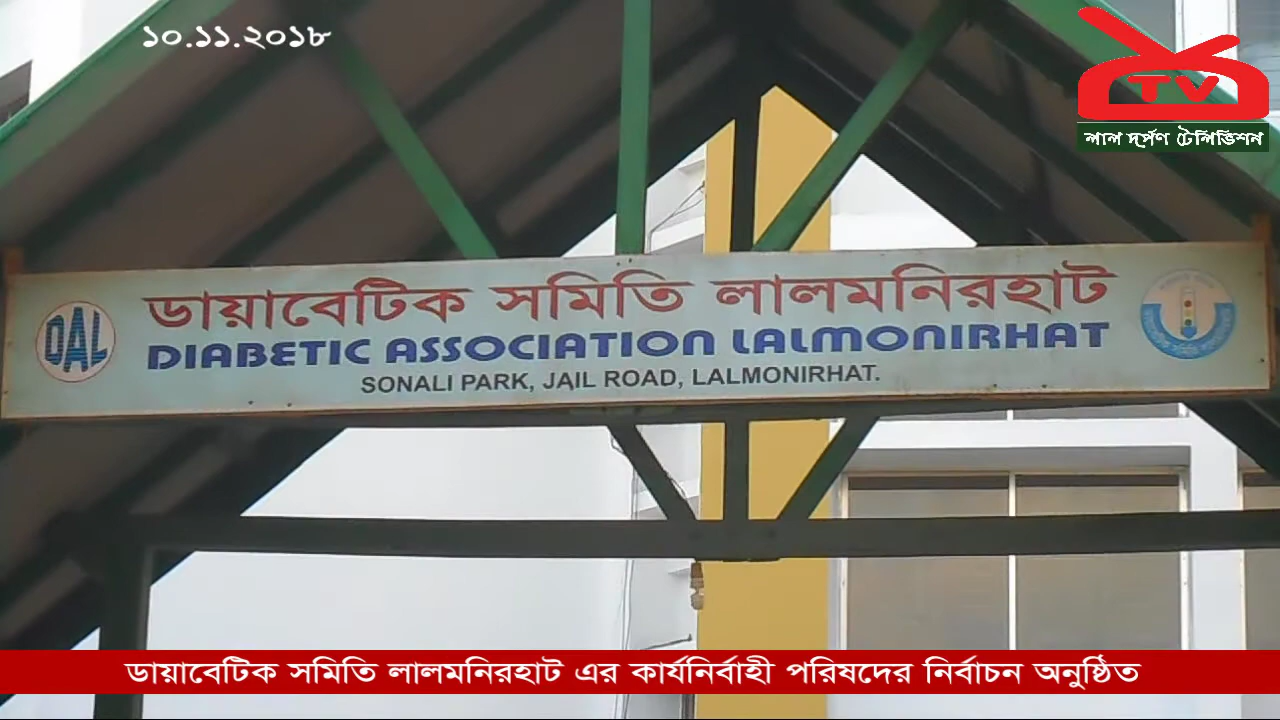 ১০.১১.২০১৮
TV
লাল দর্পণ টেলিভিশন
ডায়াবেটিক সমিতি লালমনিরহাট
DAL
DIABETIC ASSOCIATION LALMONIRHAT
SONALI PARK, JAIL ROAD, LALMONIRHAT.
ডায়াবেটিক সমিতি লালমনিরহাট এর কার্যনির্বাহী পরিষদের নির্বাচন অনুষ্ঠিত